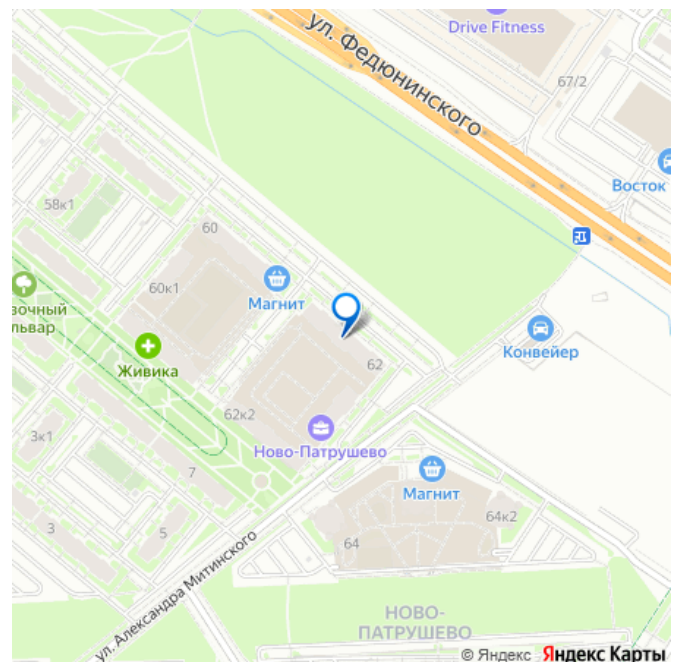 Drive Fitness
ул. Федюнинского
67/2
Восток
58к1
60
60к1
Магнит
вочный
львар
Живика
Конвейер
62
62к2
Ново-Патрушево
3к1
7
Магнит
64к2
3
5
64
ул. Александра Митинского
НОВО-
ПАТРУШЕВО
© Яндекс Яндекс Карты